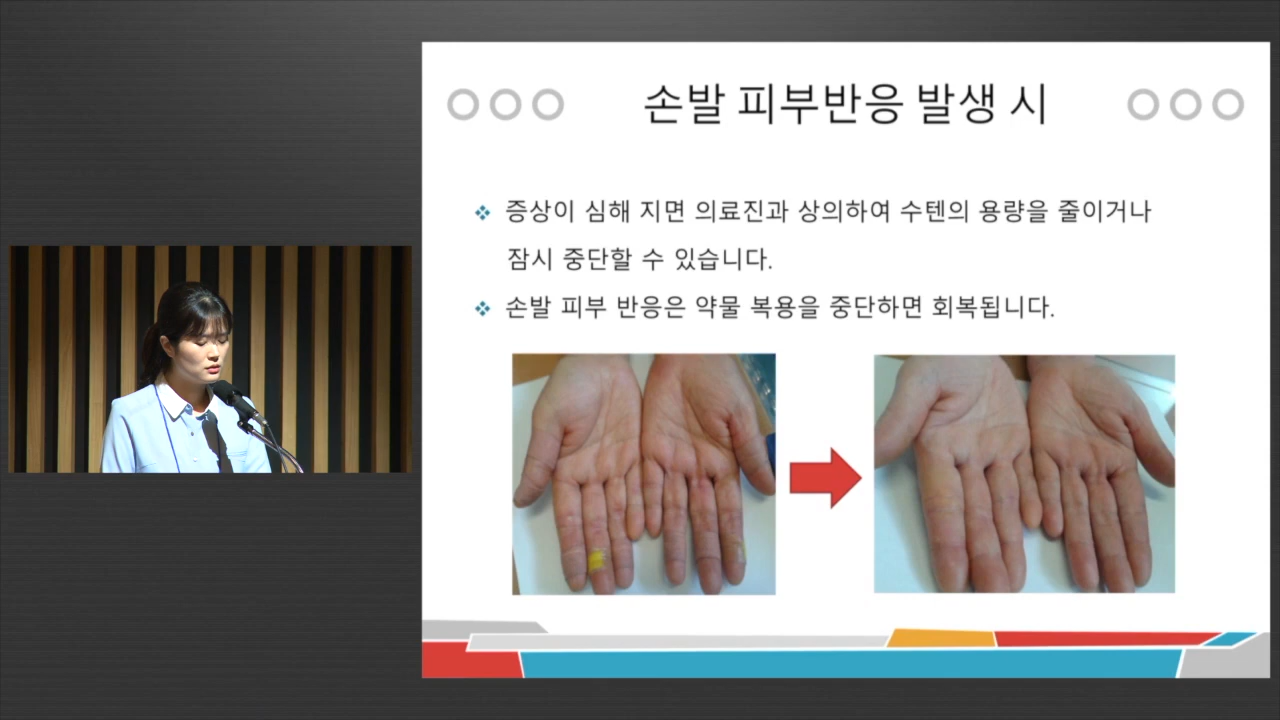 손발 피부반응 발생 시
증상이 심해 지면 의료진과 상의하여 수텐의 용량을 줄이거나
잠시 중단할 수 있습니다.
손발 피부 반응은 약물 복용을 중단하면 회복됩니다.